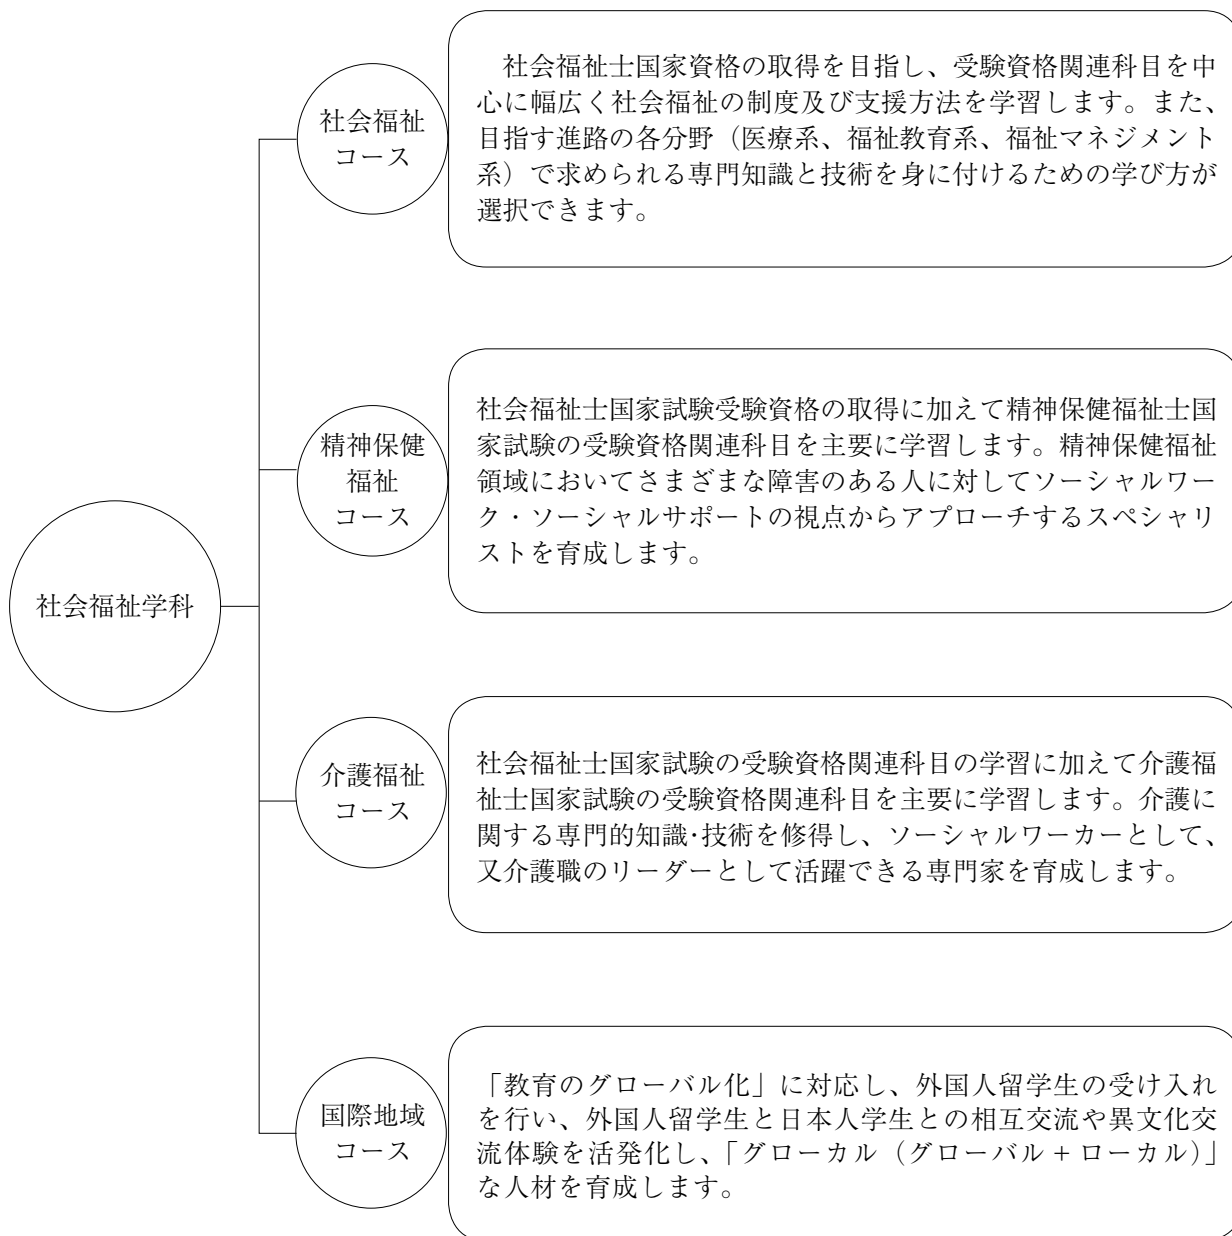 社会福祉
コース
社会福祉士国家資格の取得を目指し、受験資格関連科目を中
心に幅広く社会福祉の制度及び支援方法を学習します。また、
目指す進路の各分野（医療系、福祉教育系、福祉マネジメント
系）で求められる専門知識と技術を身に付けるための学び方が
選択できます。
精神保健
福祉
コース
社会福祉士国家試験受験資格の取得に加えて精神保健福祉士国
家試験の受験資格関連科目を主要に学習します。精神保健福祉
領域においてさまざまな障害のある人に対してソーシャルワー
ク・ソーシャルサポートの視点からアプローチするスペシャリ
ストを育成します。
社会福祉学科
介護福祉
コース
社会福祉士国家試験の受験資格関連科目の学習に加えて介護福
祉士国家試験の受験資格関連科目を主要に学習します。介護に
関する専門的知識・技術を修得し、ソーシャルワーカーとして、
又介護職のリーダーとして活躍できる専門家を育成します。
国際地域
コース
「教育のグローバル化」に対応し、外国人留学生の受け入れ
を行い、外国人留学生と日本人学生との相互交流や異文化交
流体験を活発化し、「グローカル（グローバル + ローカル）」
な人材を育成します。